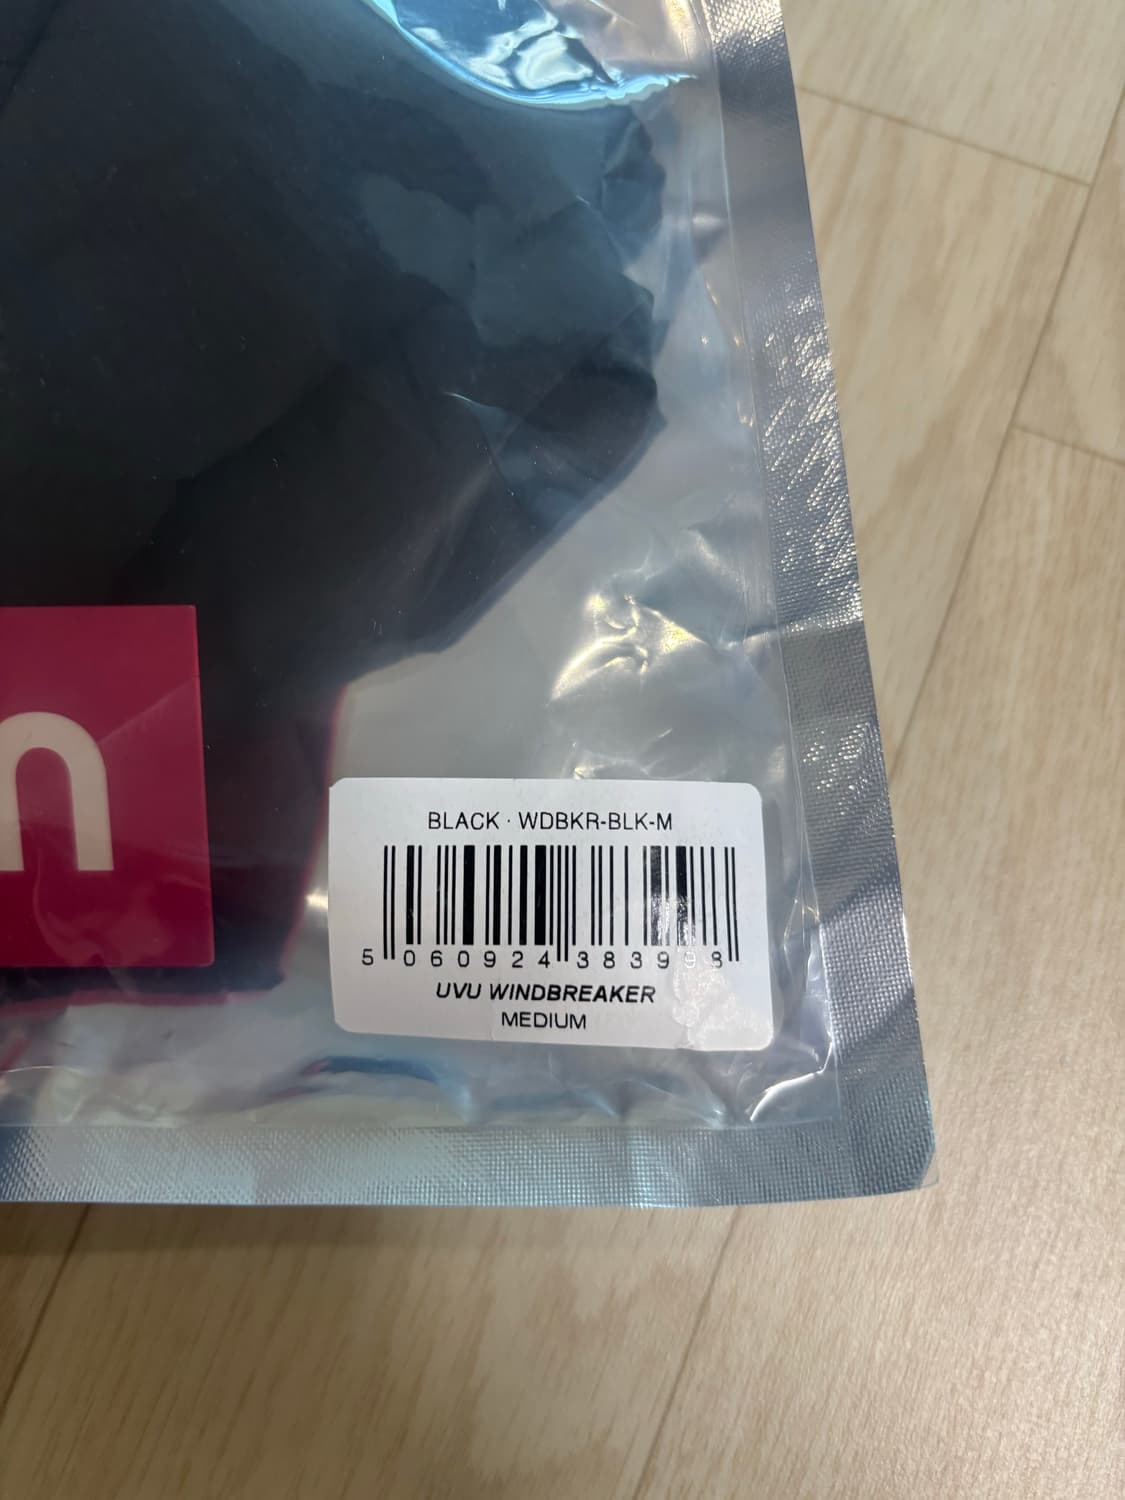 n
BLACK · WDBKR-BLK-M
5 060924 383998
UVU WINDBREAKER
MEDIUM